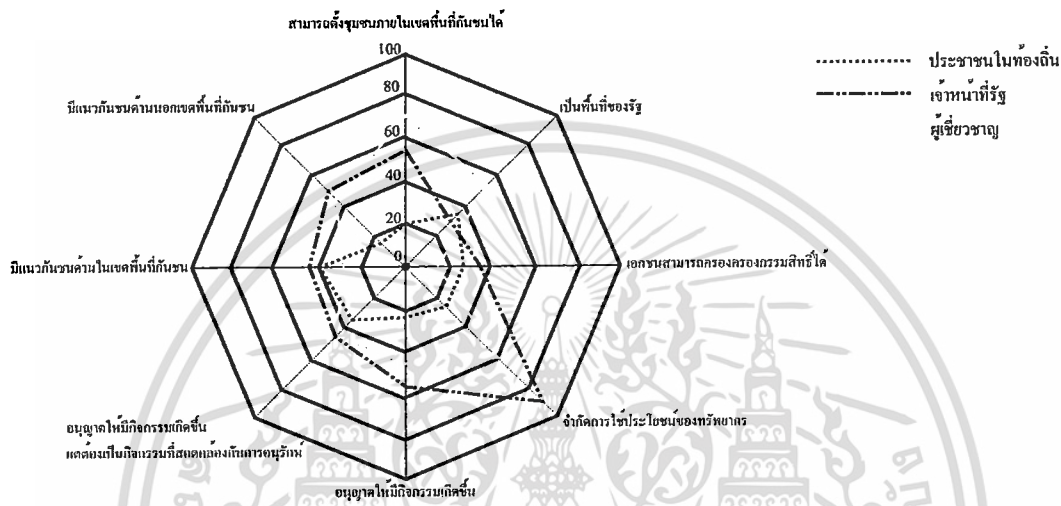 สามารถตั้งชุมชนภายในเขตพื้นที่กันชนได้
100
80
60
40
20
0
ประชาชนในท้องถิ่น
เจ้าหน้าที่รัฐ
ผู้เชี่ยวชาญ
มีแนวกันชนด้านนอกเขตพื้นที่กันชน
เป็นพื้นที่ของรัฐ
มีแนวกันชนด้านในเขตพื้นที่กันชน
เอกชนสามารถครองครองกรรมสิทธิ์ได้
จำกัดการใช้ประโยชน์ของทรัพยากร
อนุญาตให้มีกิจกรรมเกิดขึ้น
แต่ต้องเป็นกิจกรรมที่สอดคล้องกับการอนุรักษ์
อนุญาตให้มีกิจกรรมเกิดขึ้น